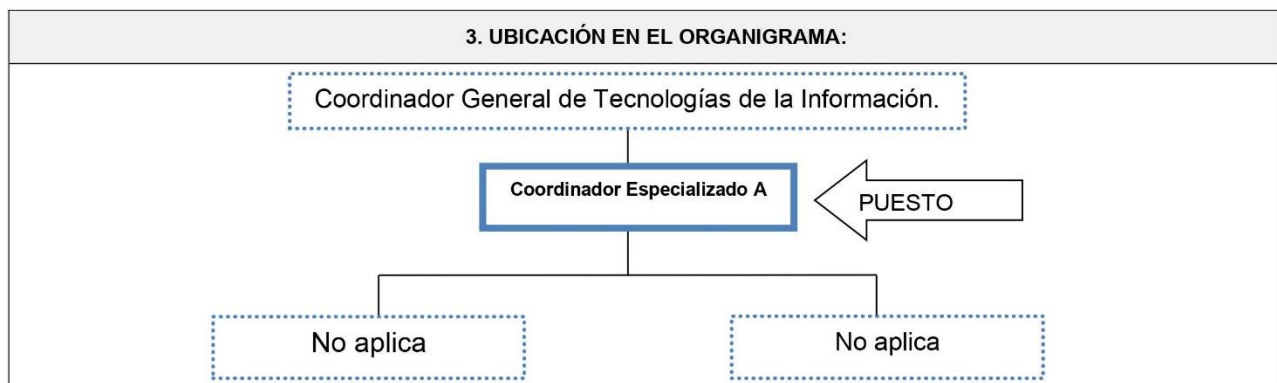 3. UBICACIÓN EN EL ORGANIGRAMA:
Coordinador General de Tecnologías de la Información.
Coordinador Especializado A
PUESTO
No aplica
No aplica